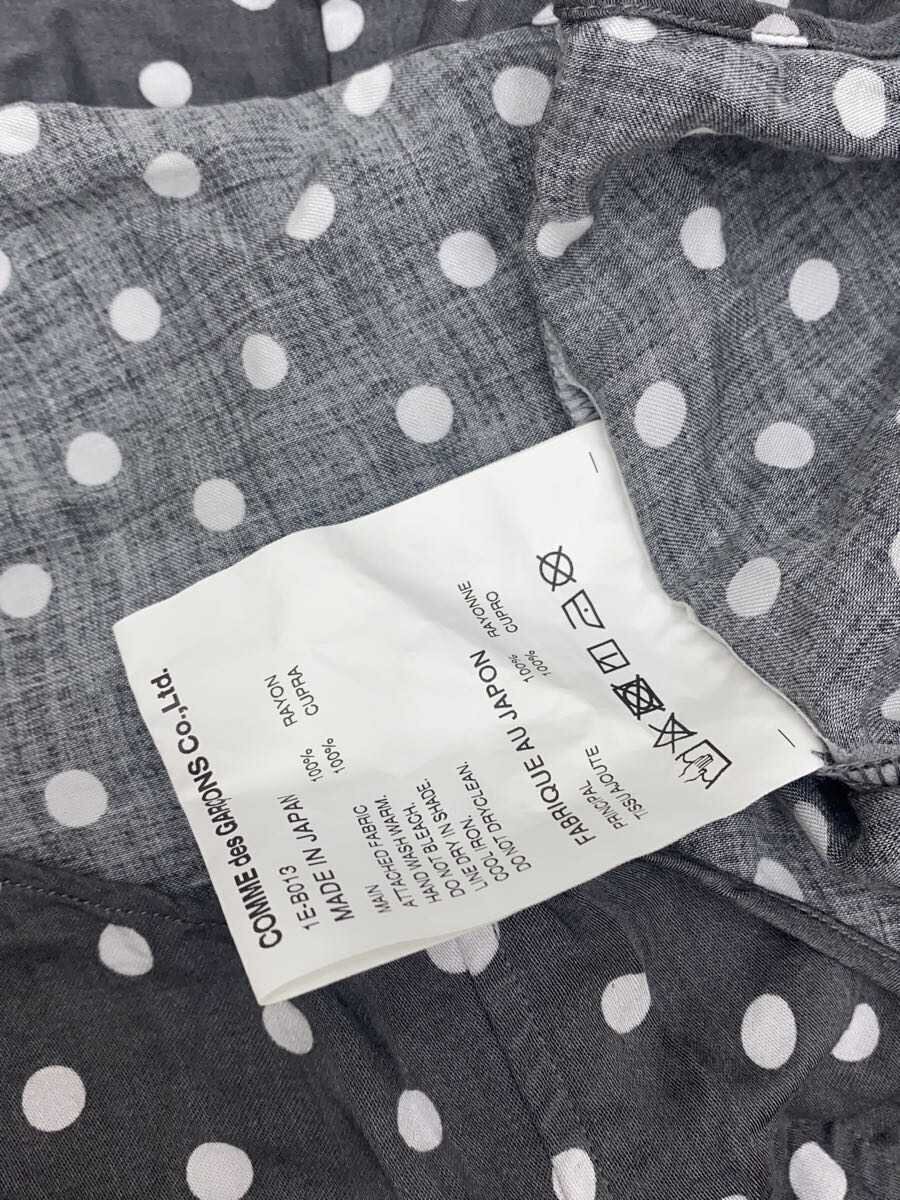 COMME des GARÇONS Co.,Ltd.
1E-B013
MADE IN JAPAN
MAIN 100% RAYON
ATTACHED FABRIC 100% CUPRA
HAND WASH WARM.
DO NOT BLEACH.
LINE DRY IN SHADE.
COOL IRON.
DO NOT DRYCLEAN.
FABRIQUE AU JAPON
PRINCIPAL 100% RAYONNE
TISSU AJOUTE 100% CUPRO